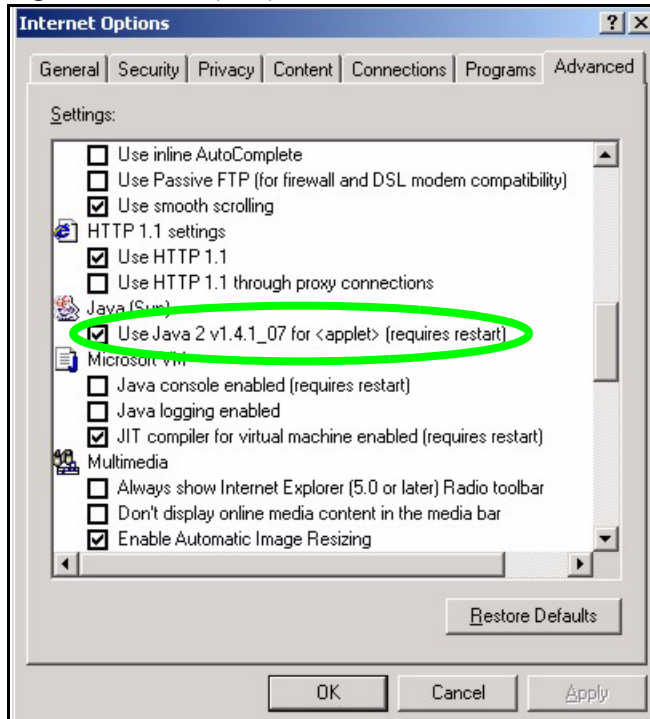 Internet Options
General Security Privacy Content Connections Programs Advanced
Settings:
Use inline AutoComplete
Use Passive FTP (for firewall and DSL modem compatibility)
Use smooth scrolling
HTTP 1.1 settings
Use HTTP 1.1
Use HTTP 1.1 through proxy connections
Java (Sun)
Use Java 2 v1.4.1_07 for <applet> (requires restart)
Microsoft VM
Java console enabled (requires restart)
Java logging enabled
JIT compiler for virtual machine enabled (requires restart)
Multimedia
Always show Internet Explorer (5.0 or later) Radio toolbar
Don't display online media content in the media bar
Enable Automatic Image Resizing
Restore Defaults
OK Cancel Apply